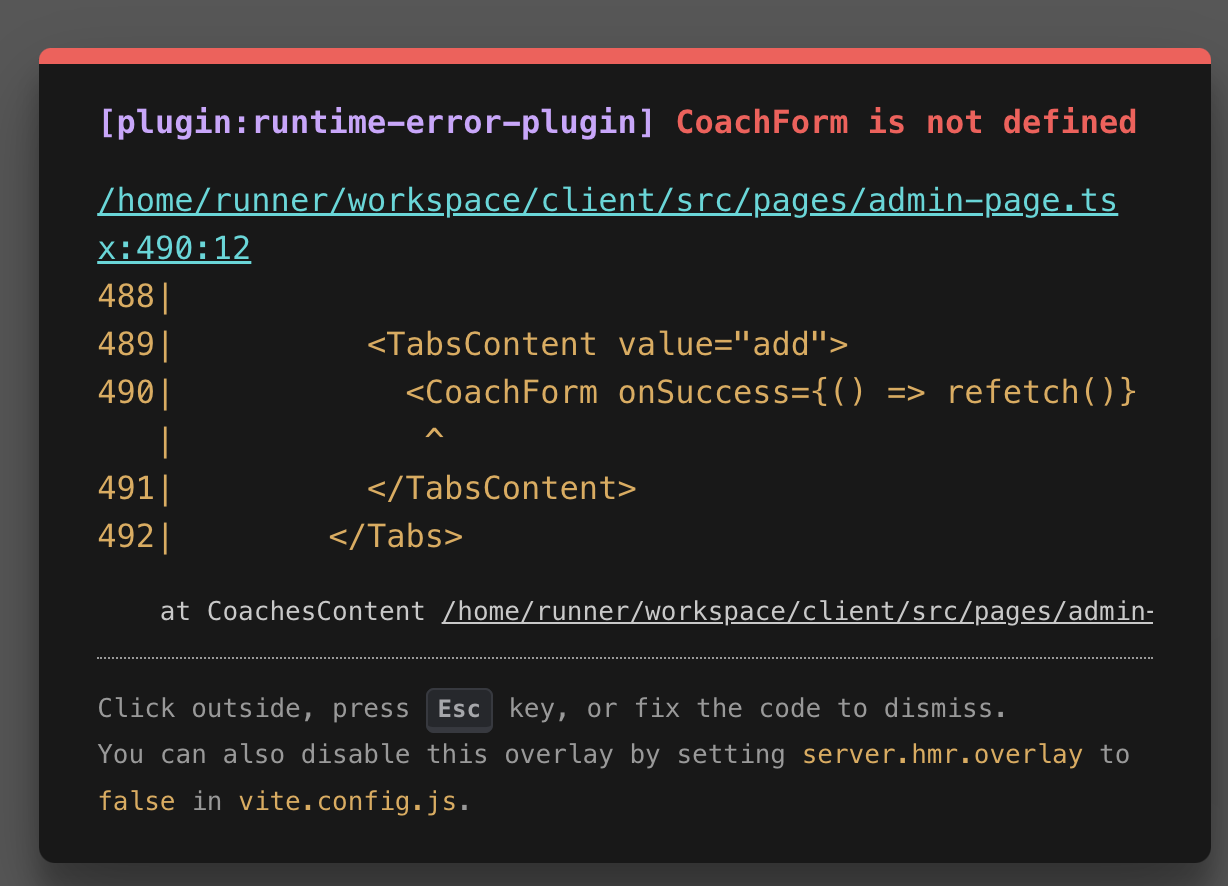 [plugin:runtime-error-plugin] CoachForm is not defined
/home/runner/workspace/client/src/pages/admin-page.ts
x:490:12
488|
489|          <TabsContent value="add">
490|            <CoachForm onSuccess={() => refetch()}
   |             ^
491|          </TabsContent>
492|        </Tabs>
at CoachesContent /home/runner/workspace/client/src/pages/admin-
Click outside, press Esc key, or fix the code to dismiss.
You can also disable this overlay by setting server.hmr.overlay to
false in vite.config.js.